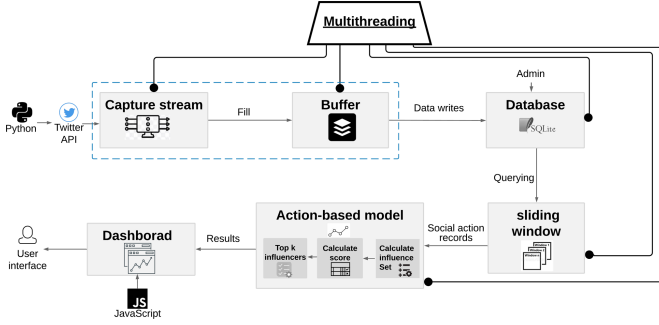 Multithreading
Admin
Capture stream
Buffer
Database
Fill
Data writes
SQLite
Python
Twitter
API
Querying
Action-based model
Social action
records
sliding
window
Dashborad
Results
Top k
influencers
Calculate
score
Calculate
influence
Set
User
interface
JS
JavaScript